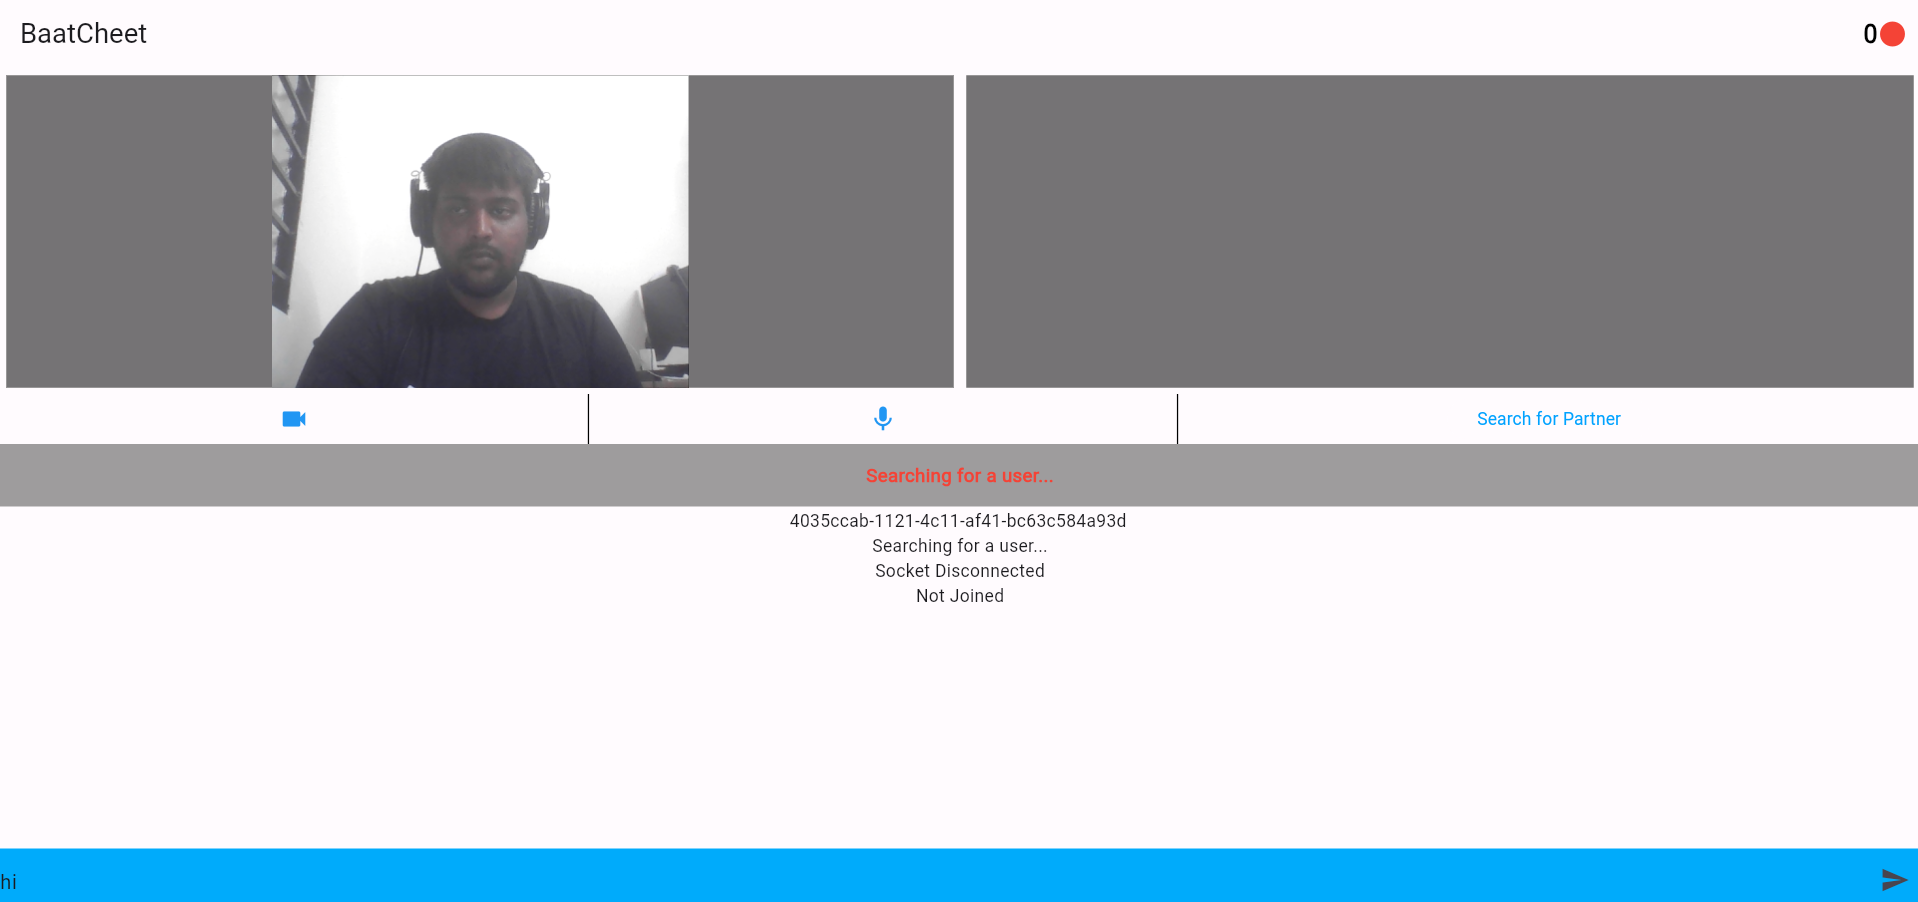 BaatCheet
0
Search for Partner
Searching for a user...
4035ccab-1121-4c11-af41-bc63c584a93d
Searching for a user...
Socket Disconnected
Not Joined
hi